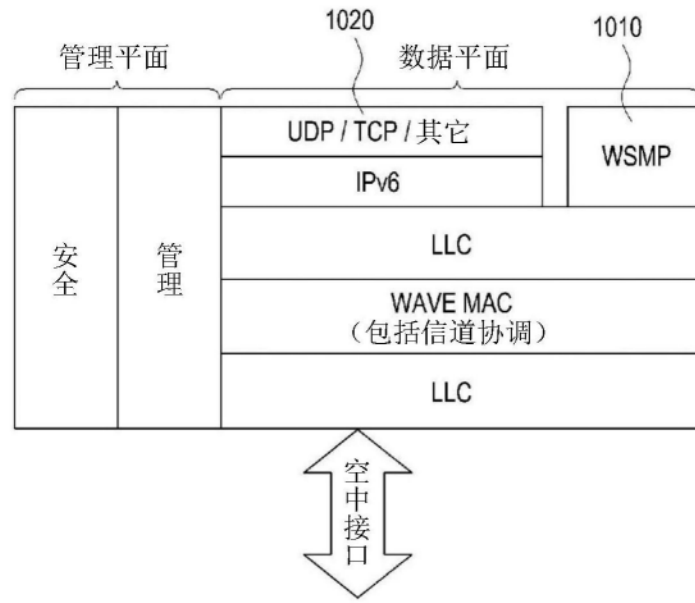 1020
1010
管理平面
数据平面
UDP / TCP / 其它
WSMP
IPv6
安全
管理
LLC
WAVE MAC
（包括信道协调）
LLC
空中接口